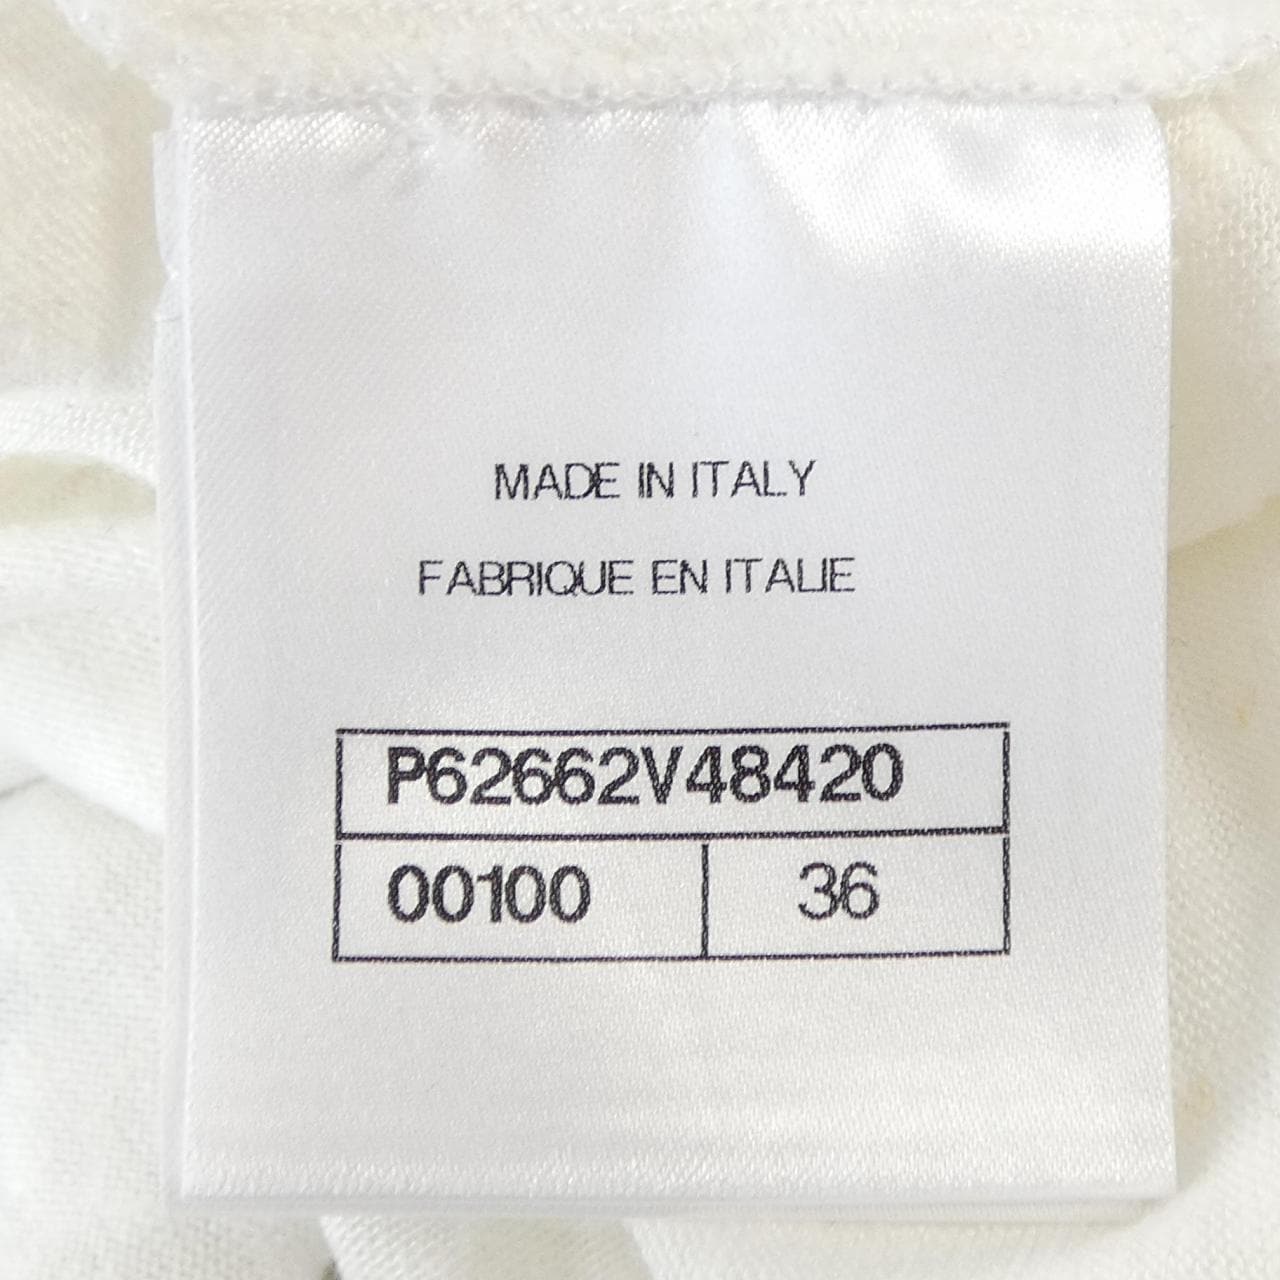 MADE IN ITALY
FABRIQUE EN ITALIE
P62662V48420
00100 36